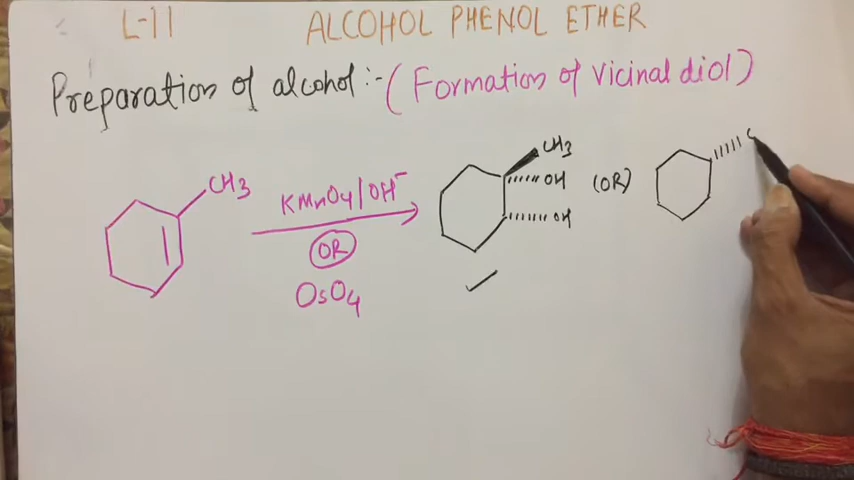 L-11 ALCOHOL PHENOL ETHER
Preparation of alcohol :- (Formation of vicinal diol)
CH3
KMnO4/OH⁻
OR
OsO4
CH3
OH
OH
(OR)
C